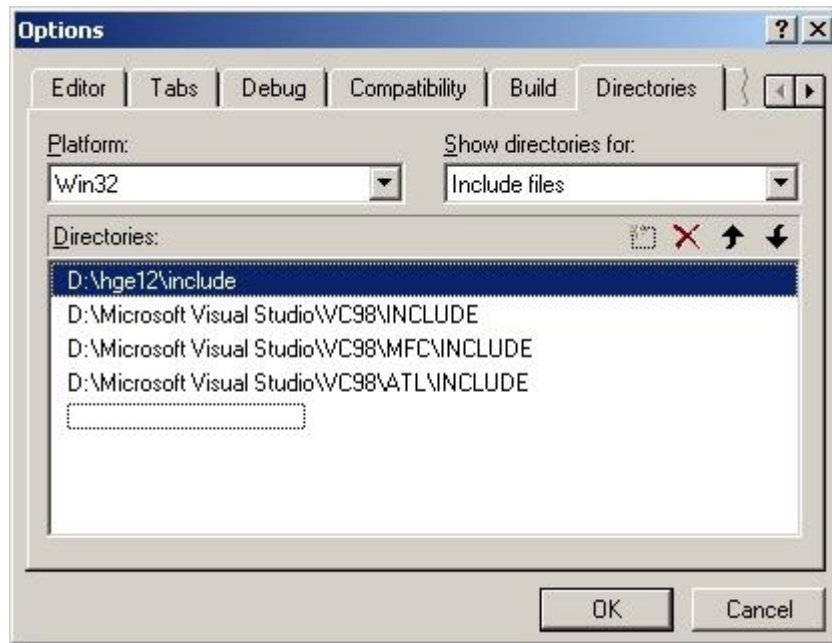 Options
Editor Tabs Debug Compatibility Build Directories
Platform: Show directories for:
Win32 Include files
Directories:
D:\hge12\include
D:\Microsoft Visual Studio\VC98\INCLUDE
D:\Microsoft Visual Studio\VC98\MFC\INCLUDE
D:\Microsoft Visual Studio\VC98\ATL\INCLUDE
OK Cancel